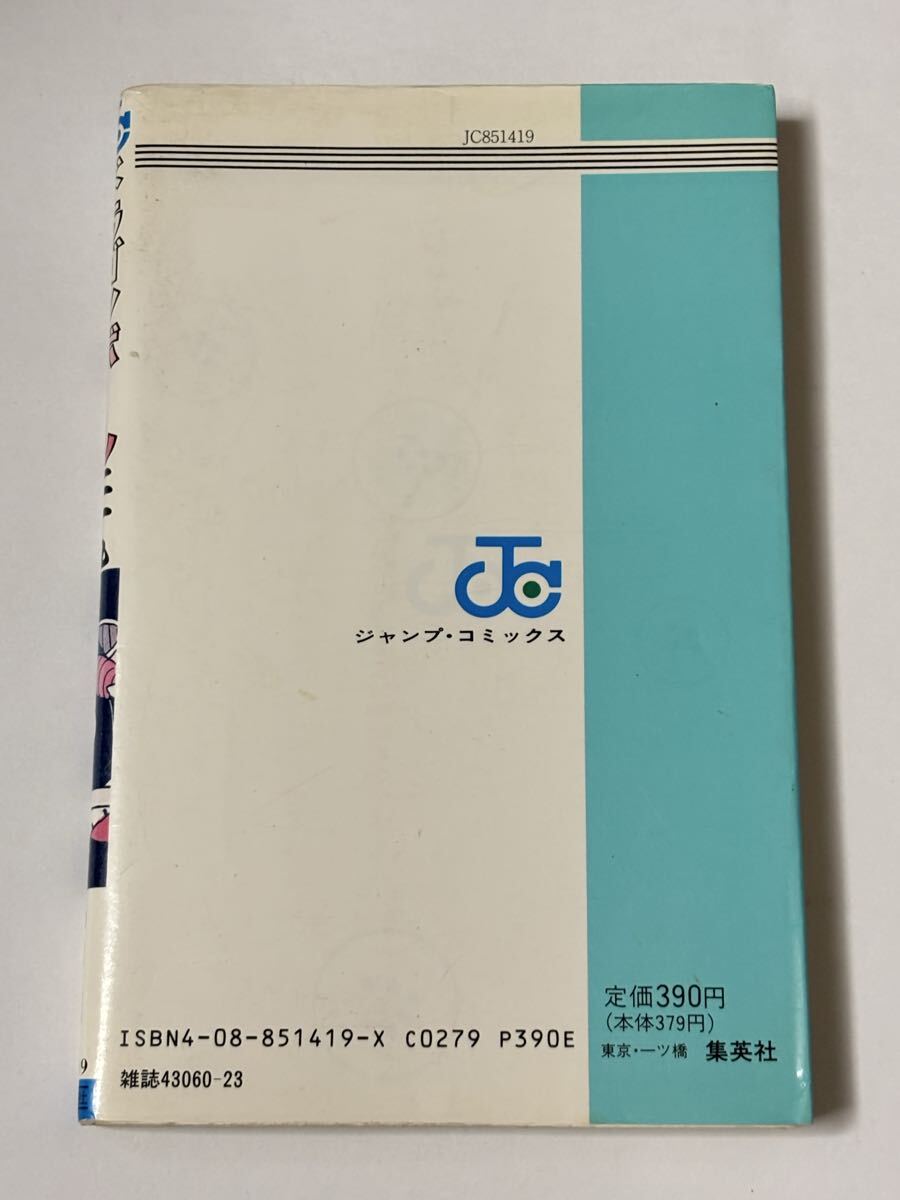 JC851419
ジャンプ・コミックス
定価390円
(本体379円)
東京・一ツ橋 集英社
ISBN4-08-851419-X C0279 P390E
雑誌43060-23
9